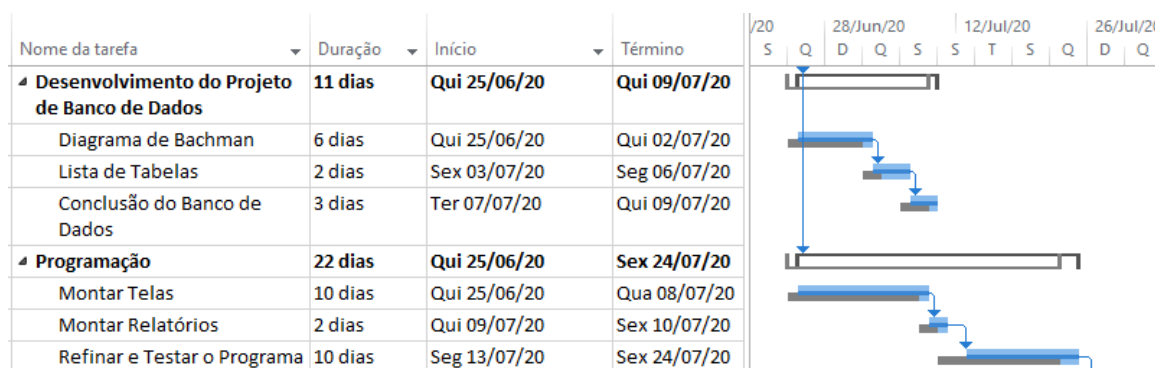 /20 28/Jun/20 12/Jul/20 26/Jul/20
Nome da tarefa Duração Início Término S Q D Q S S T S Q D Q
Desenvolvimento do Projeto 11 dias Qui 25/06/20 Qui 09/07/20
de Banco de Dados
Diagrama de Bachman 6 dias Qui 25/06/20 Qui 02/07/20
Lista de Tabelas 2 dias Sex 03/07/20 Seg 06/07/20
Conclusão do Banco de 3 dias Ter 07/07/20 Qui 09/07/20
Dados
Programação 22 dias Qui 25/06/20 Sex 24/07/20
Montar Telas 10 dias Qui 25/06/20 Qua 08/07/20
Montar Relatórios 2 dias Qui 09/07/20 Sex 10/07/20
Refinar e Testar o Programa 10 dias Seg 13/07/20 Sex 24/07/20